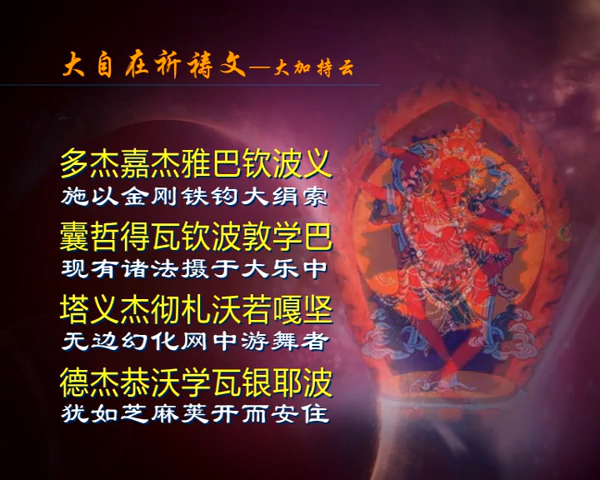 大自在祈祷文—大加持云
多杰嘉杰雅巴钦波义
施以金刚铁钩大绢索
囊哲得瓦钦波敦学巴
现有诸法摄于大乐中
塔义杰彻札沃若嘎坚
无边幻化网中游舞者
德杰恭沃学瓦银耶波
犹如芝麻荚开而安住